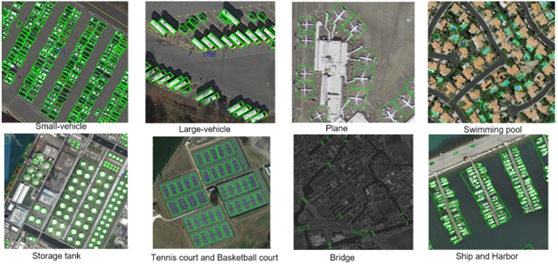 Small-vehicle
Large-vehicle
Plane
Swimming pool
Storage tank
Tennis court and Basketball court
Bridge
Ship and Harbor